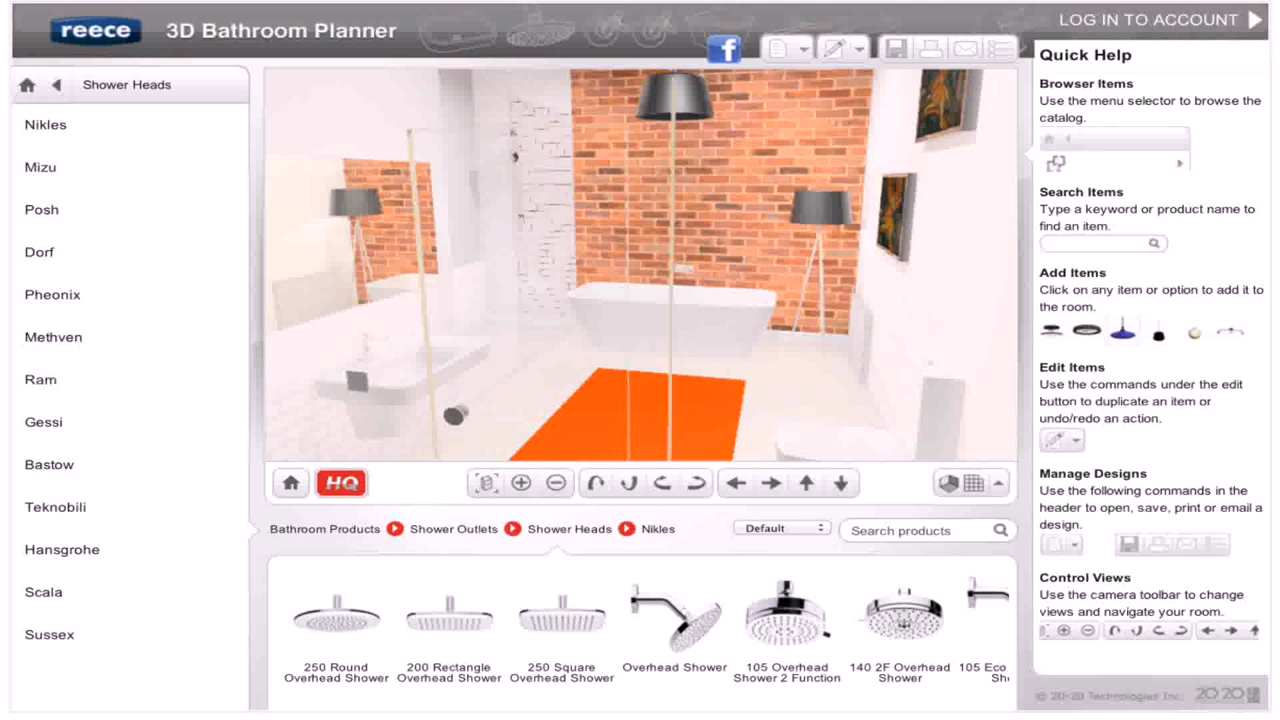 reece
3D Bathroom Planner
LOG IN TO ACCOUNT
f
Shower Heads
Nikles
Mizu
Posh
Dorf
Pheonix
Methven
Ram
Gessi
Bastow
Teknobili
Hansgrohe
Scala
Sussex
HQ
Bathroom Products Shower Outlets Shower Heads Nikles
Default
Search products
250 Round
Overhead Shower
200 Rectangle
Overhead Shower
250 Square
Overhead Shower
Overhead Shower
105 Overhead
Shower 2 Function
140 2F Overhead
Shower
105 Eco
Sh
Quick Help
Browser Items
Use the menu selector to browse the
catalog.
Search Items
Type a keyword or product name to
find an item.
Add Items
Click on any item or option to add it to
the room.
Edit Items
Use the commands under the edit
button to duplicate an item or
undo/redo an action.
Manage Designs
Use the following commands in the
header to open, save, print or email a
design.
Control Views
Use the camera toolbar to change
views and navigate your room.
© 20-20 Technologies Inc.
20 20